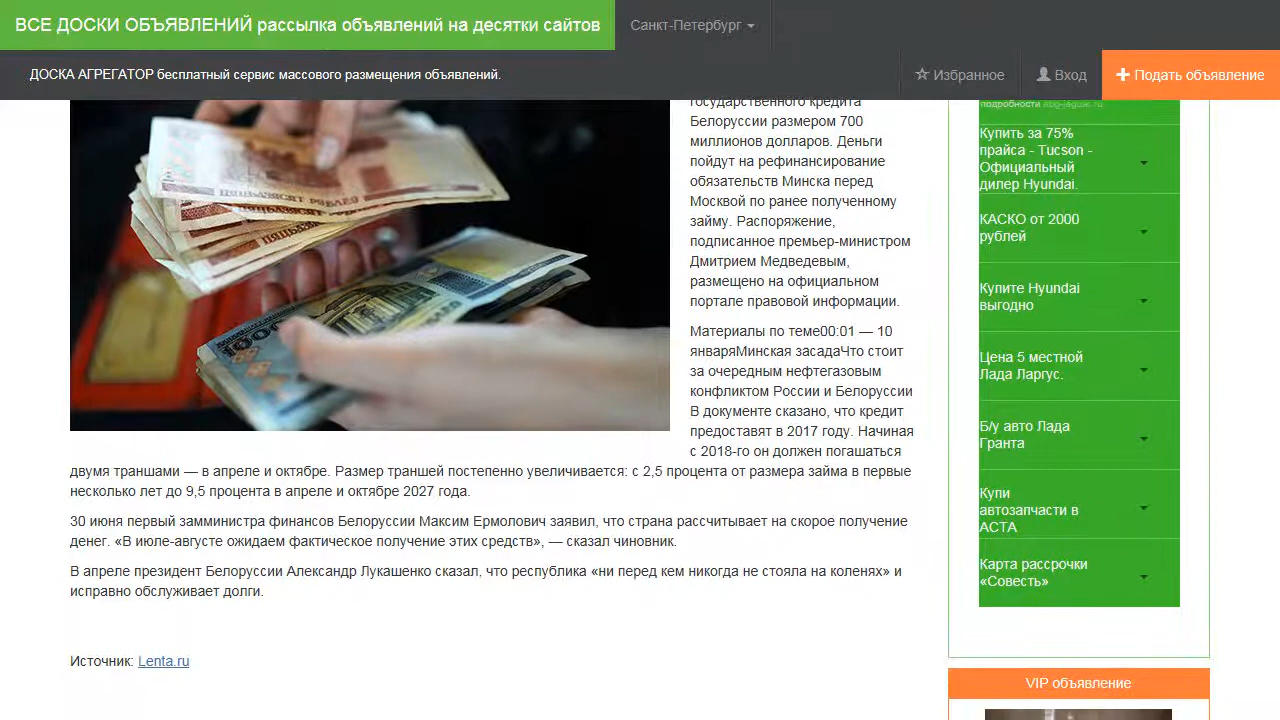 ВСЕ ДОСКИ ОБЪЯВЛЕНИЙ рассылка объявлений на десятки сайтов
Санкт-Петербург
ДОСКА АГРЕГАТОР бесплатный сервис массового размещения объявлений.
Избранное
Вход
Подать объявление
государственного кредита
Белоруссии размером 700
миллионов долларов. Деньги
пойдут на рефинансирование
обязательств Минска перед
Москвой по ранее полученному
займу. Распоряжение,
подписанное премьер-министром
Дмитрием Медведевым,
размещено на официальном
портале правовой информации.
Материалы по теме00:01 — 10
январяМинская засадаЧто стоит
за очередным нефтегазовым
конфликтом России и Белоруссии
В документе сказано, что кредит
предоставят в 2017 году. Начиная
с 2018-го он должен погашаться
двумя траншами — в апреле и октябре. Размер траншей постепенно увеличивается: с 2,5 процента от размера займа в первые
несколько лет до 9,5 процента в апреле и октябре 2027 года.
30 июня первый замминистра финансов Белоруссии Максим Ермолович заявил, что страна рассчитывает на скорое получение
денег. «В июле-августе ожидаем фактическое получение этих средств», — сказал чиновник.
В апреле президент Белоруссии Александр Лукашенко сказал, что республика «ни перед кем никогда не стояла на коленях» и
исправно обслуживает долги.
Источник: Lenta.ru
подробности
Купить за 75%
прайса - Tucson -
Официальный
дилер Hyundai.
КАСКО от 2000
рублей
Купите Hyundai
выгодно
Цена 5 местной
Лада Ларгус.
Б/у авто Лада
Гранта
Купи
автозапчасти в
АСТА
Карта рассрочки
«Совесть»
VIP объявление